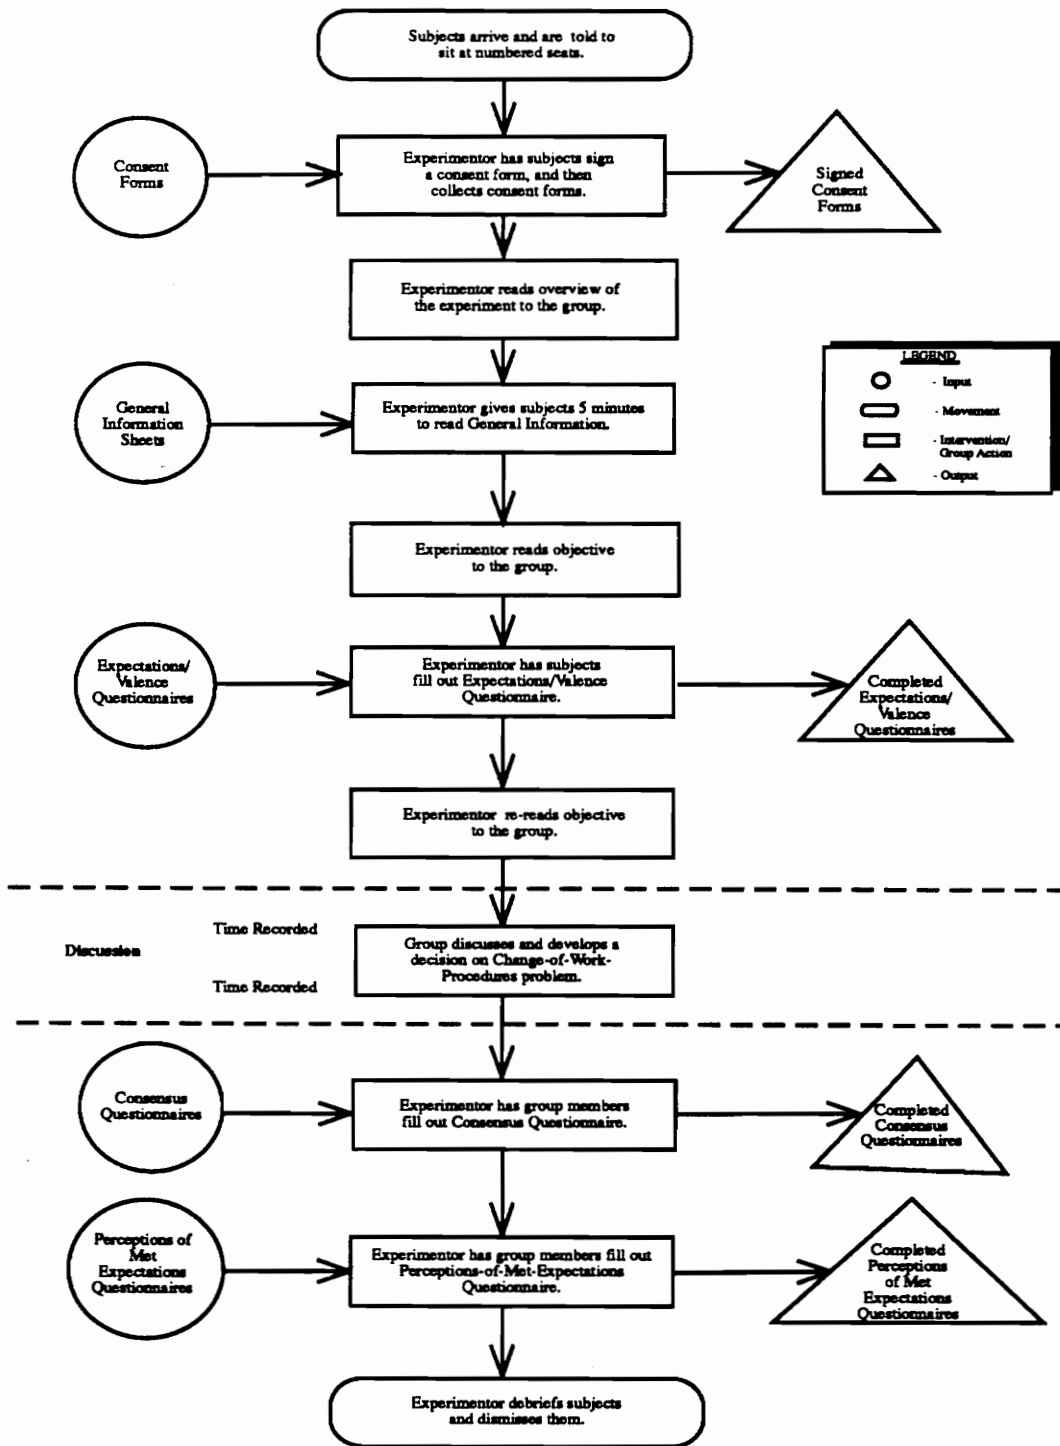 Subjects arrive and are told to
sit at numbered seats.
Consent
Forms
Experimentor has subjects sign
a consent form, and then
collects consent forms.
Signed
Consent
Forms
Experimentor reads overview of
the experiment to the group.
LEGEND
- Input
- Movement
- Intervention/
Group Action
- Output
General
Information
Sheets
Experimentor gives subjects 5 minutes
to read General Information.
Experimentor reads objective
to the group.
Expectations/
Valence
Questionnaires
Experimentor has subjects
fill out Expectations/Valence
Questionnaire.
Completed
Expectations/
Valence
Questionnaires
Experimentor re-reads objective
to the group.
Discussion
Time Recorded
Time Recorded
Group discusses and develops a
decision on Change-of-Work-
Procedures problem.
Consensus
Questionnaires
Experimentor has group members
fill out Consensus Questionnaire.
Completed
Consensus
Questionnaires
Perceptions of
Met
Expectations
Questionnaires
Experimentor has group members fill out
Perceptions-of-Met-Expectations
Questionnaire.
Completed
Perceptions
of Met
Expectations
Questionnaires
Experimentor debriefs subjects
and dismisses them.